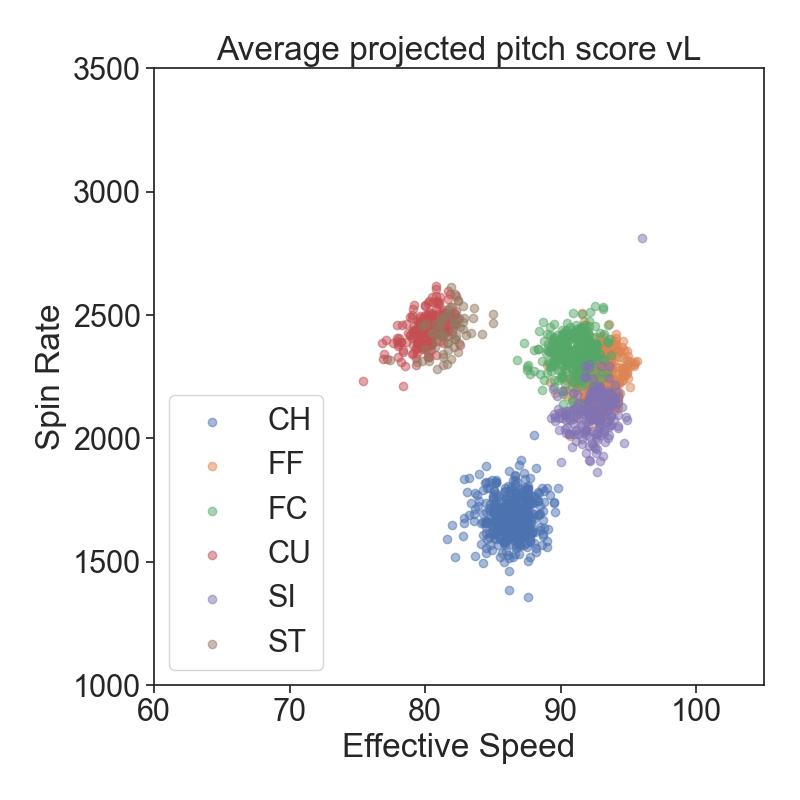 Average projected pitch score vL
3500
3000
2500
2000
1500
1000
Spin Rate
CH
FF
FC
CU
SI
ST
60
70
80
90
100
Effective Speed